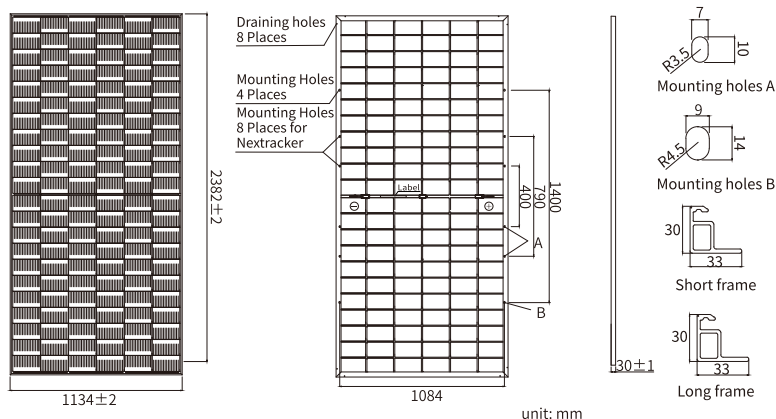 2382±2
1134±2
Draining holes
8 Places
Mounting Holes
4 Places
Mounting Holes
8 Places for
Nextracker
Label
400
790
1400
A
B
1084
30±1
7
10
R3.5
Mounting holes A
9
14
R4.5
Mounting holes B
30
33
Short frame
30
33
Long frame
unit: mm